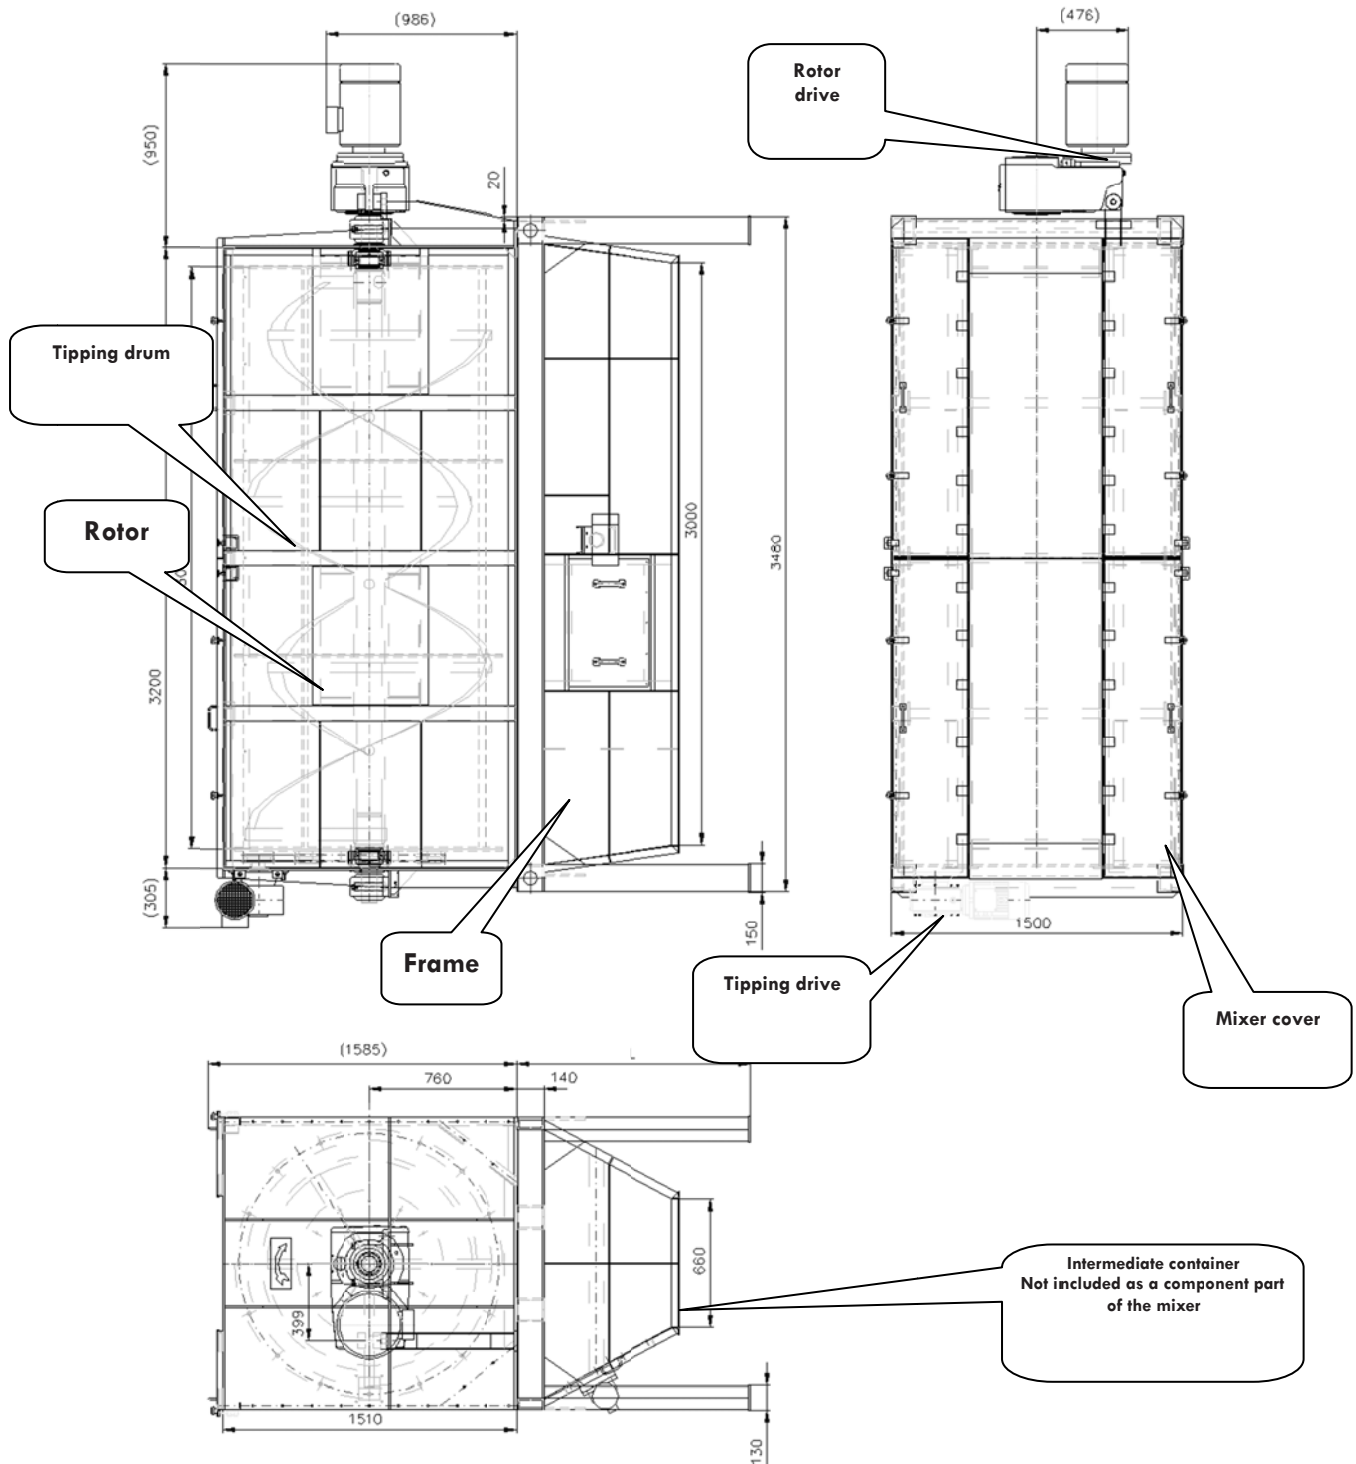 (986)
(476)
Rotor
drive
(950)
20
Tipping drum
Rotor
3000
3480
3200
(305)
150
1500
Frame
Tipping drive
Mixer cover
(1585)
L
760
140
660
399
Intermediate container
Not included as a component part
of the mixer
1510
130